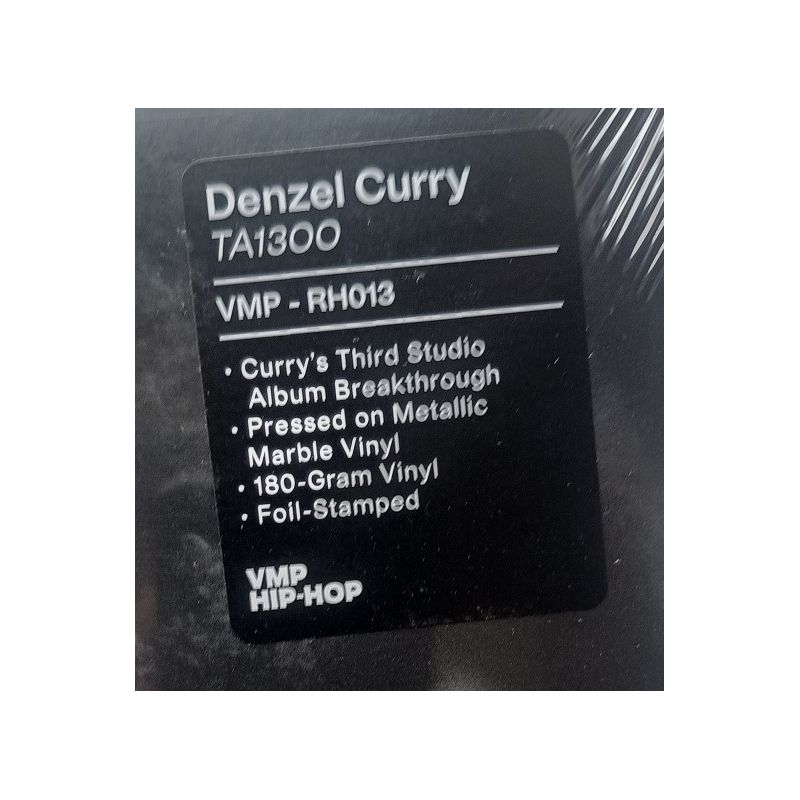 Denzel Curry
TA1300
VMP - RH013
• Curry's Third Studio
Album Breakthrough
• Pressed on Metallic
Marble Vinyl
• 180-Gram Vinyl
• Foil-Stamped
VMP
HIP-HOP